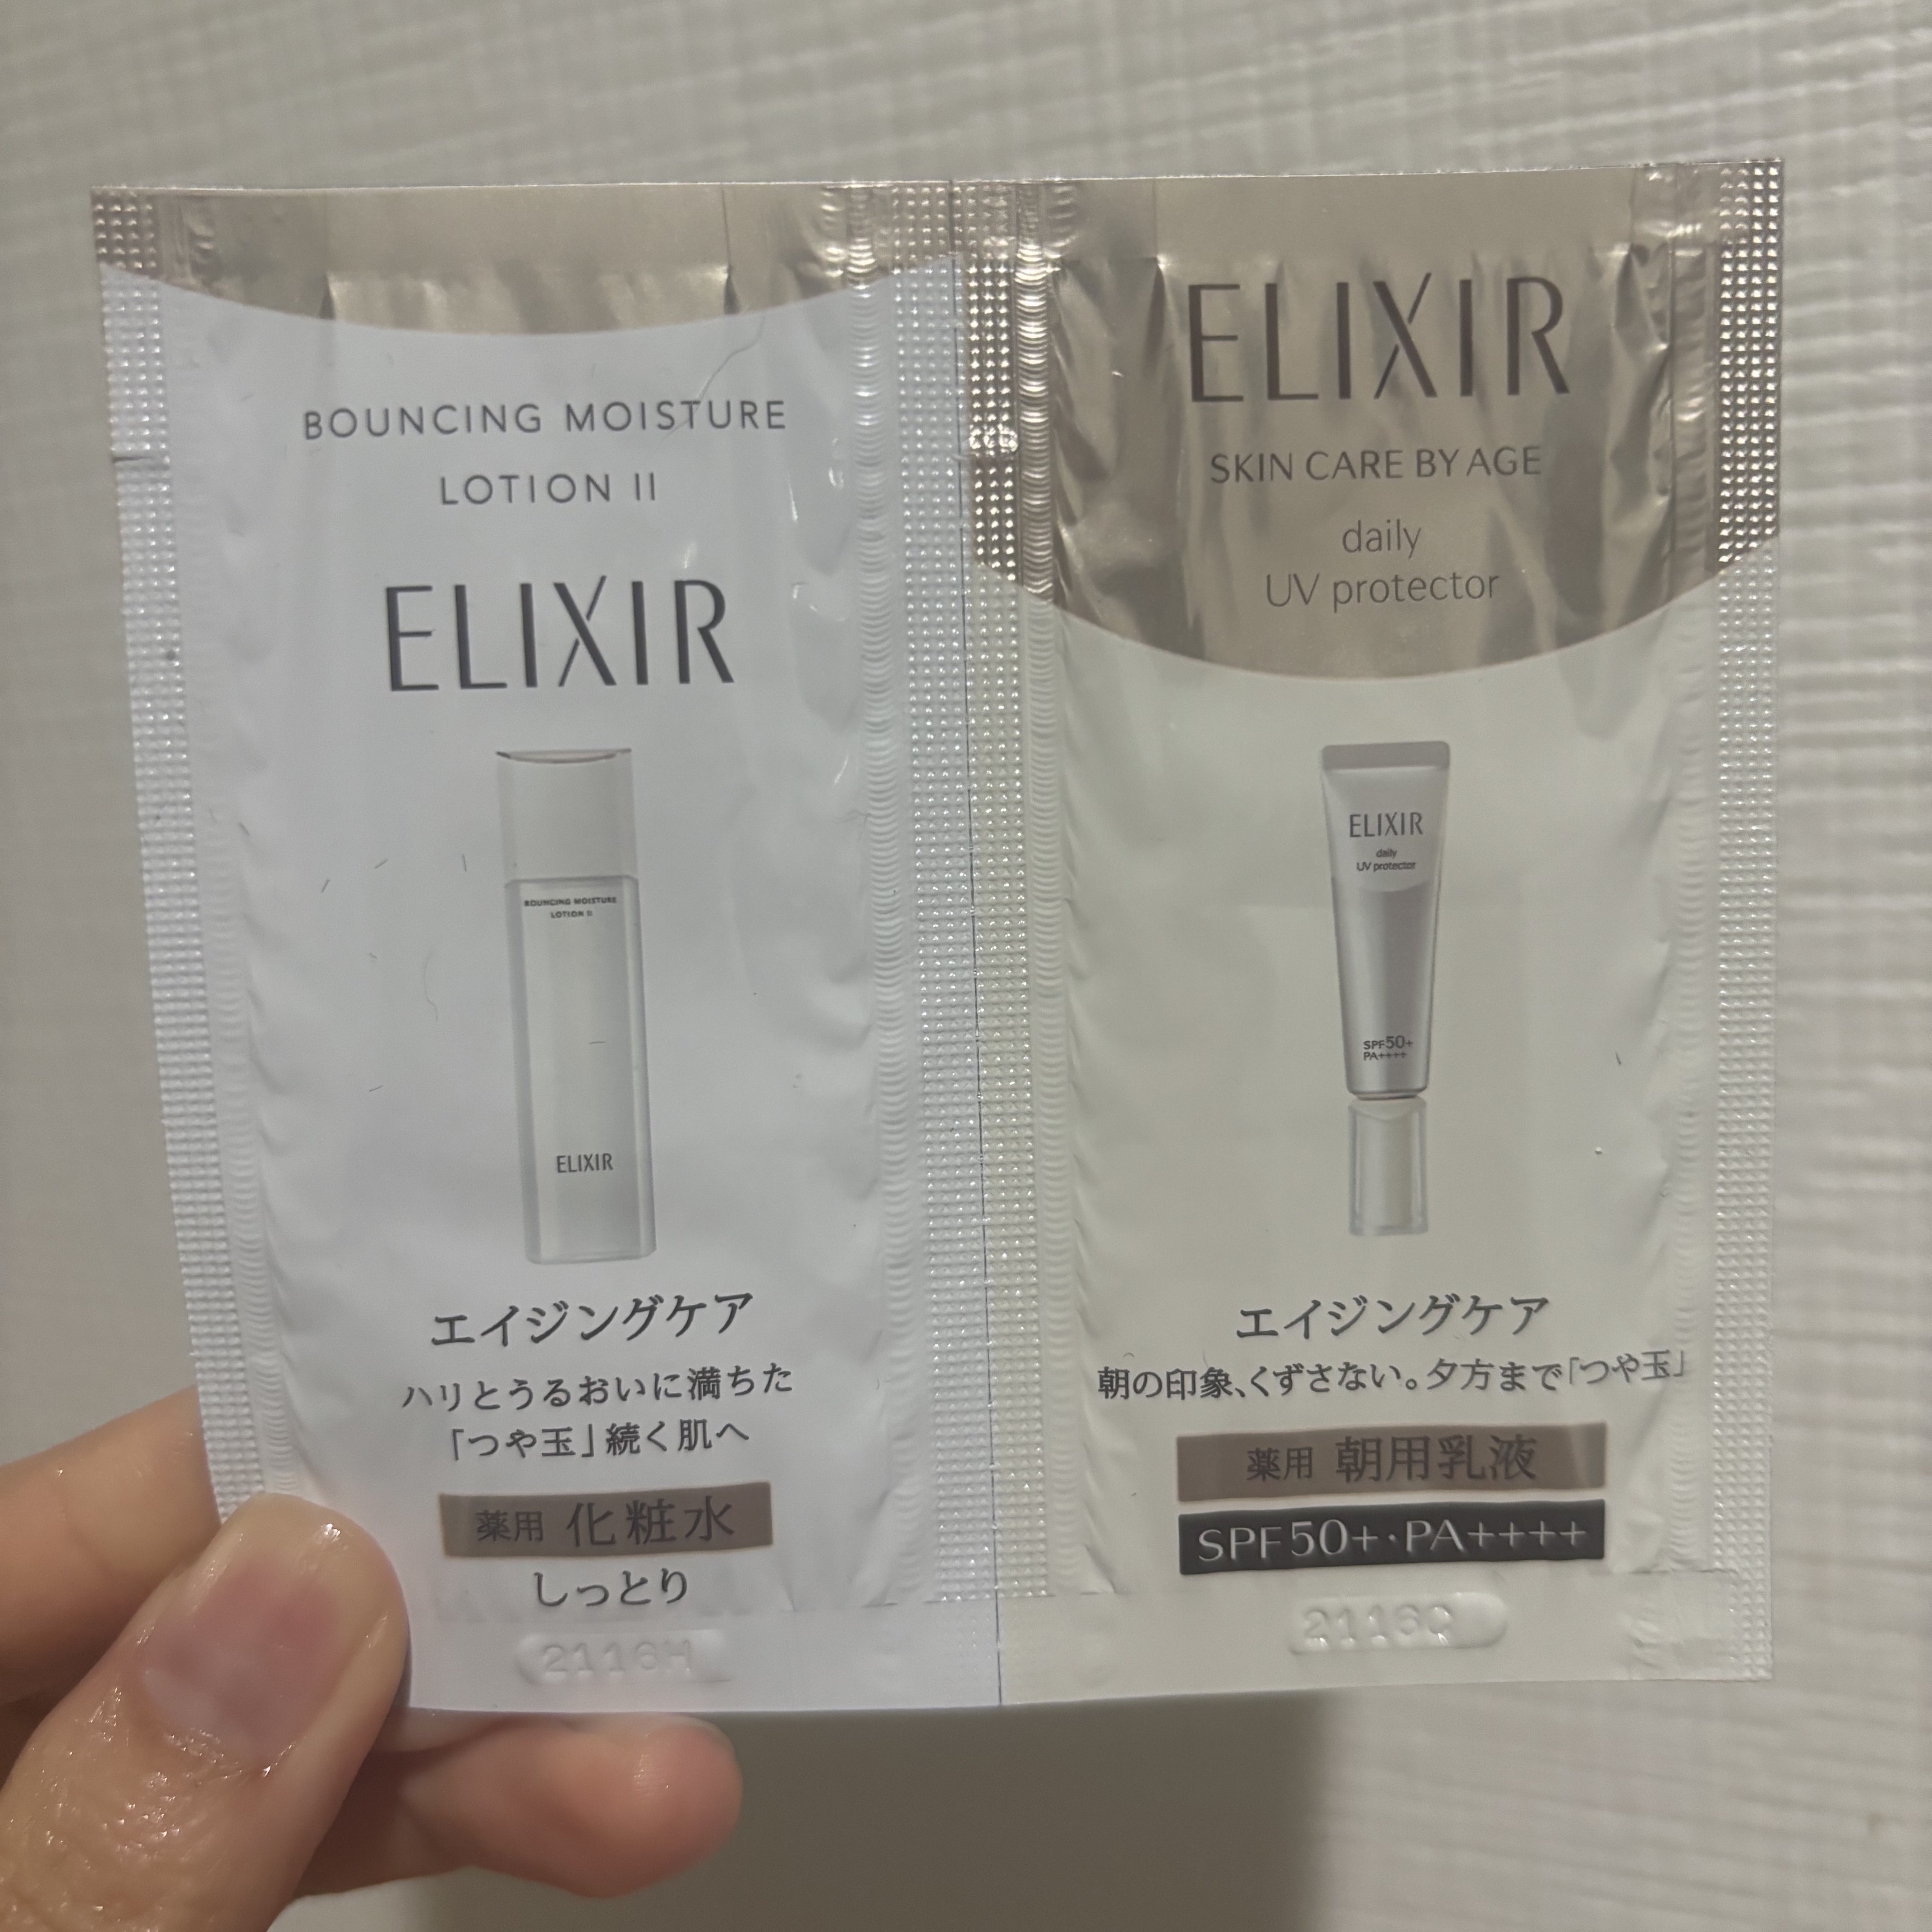 BOUNCING MOISTURE
LOTION II
ELIXIR
BOUNCING MOISTURE
LOTION II
ELIXIR
エイジングケア
ハリとうるおいに満ちた
「つや玉」続く肌へ
薬用 化粧水
しっとり
2116H
ELIXIR
SKIN CARE BY AGE
daily
UV protector
ELIXIR
daily
UV protector
SPF50+
PA++++
エイジングケア
朝の印象、くずさない。夕方まで「つや玉」
薬用 朝用乳液
SPF50+・PA++++